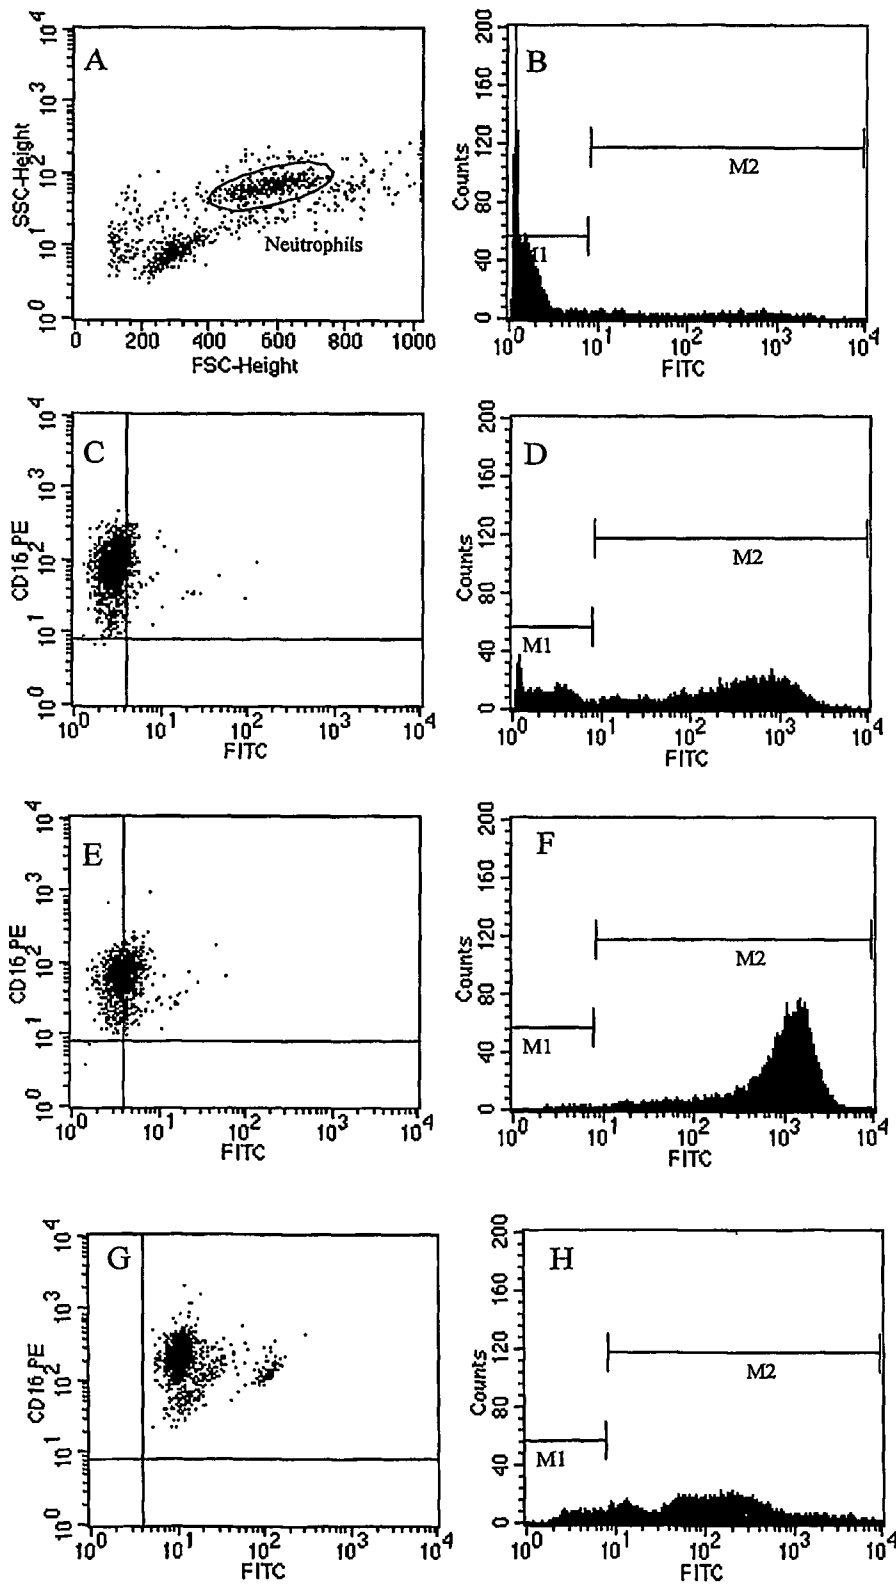 A
SSC-Height
10^4
10^3
10^2
10^1
10^0
Neutrophils
0 200 400 600 800 1000
FSC-Height
B
Counts
200
160
120
80
40
0
M2
M1
10^0 10^1 10^2 10^3 10^4
FITC
C
CD16 PE
10^4
10^3
10^2
10^1
10^0
10^0 10^1 10^2 10^3 10^4
FITC
D
Counts
200
160
120
80
40
0
M2
M1
10^0 10^1 10^2 10^3 10^4
FITC
E
CD16 PE
10^4
10^3
10^2
10^1
10^0
10^0 10^1 10^2 10^3 10^4
FITC
F
Counts
200
160
120
80
40
0
M2
M1
10^0 10^1 10^2 10^3 10^4
FITC
G
CD16 PE
10^4
10^3
10^2
10^1
10^0
10^0 10^1 10^2 10^3 10^4
FITC
H
Counts
200
160
120
80
40
0
M2
M1
10^0 10^1 10^2 10^3 10^4
FITC